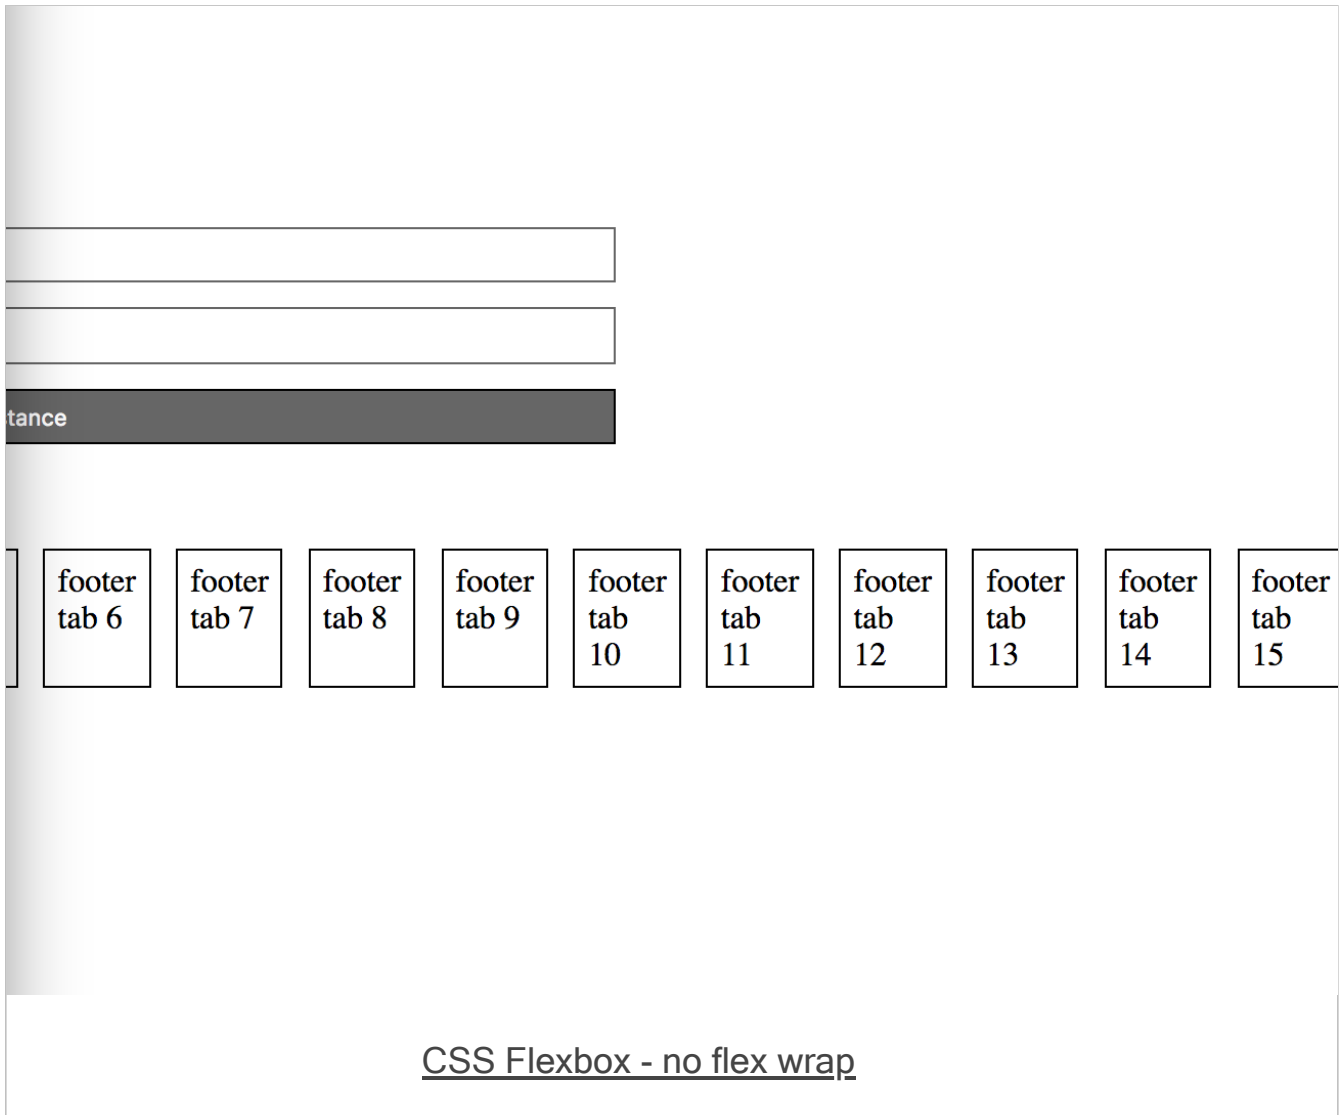 tance
footer
tab 6
footer
tab 7
footer
tab 8
footer
tab 9
footer
tab
10
footer
tab
11
footer
tab
12
footer
tab
13
footer
tab
14
footer
tab
15
CSS Flexbox - no flex wrap